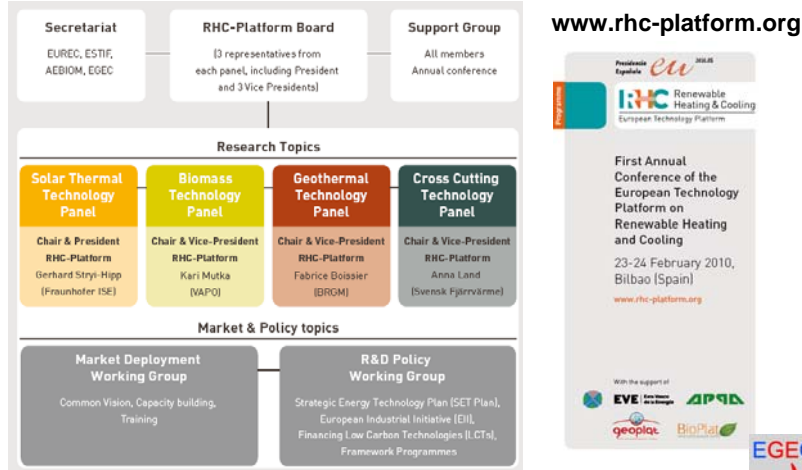 Secretariat
EUREC, ESTIF,
AEBIOM, EGEC
RHC-Platform Board
(3 representatives from
each panel, including President
and 3 Vice Presidents)
Support Group
All members
Annual conference
Research Topics
Solar Thermal
Technology
Panel
Chair & President
RHC-Platform
Gerhard Stryi-Hipp
(Fraunhofer ISE)
Biomass
Technology
Panel
Chair & Vice-President
RHC-Platform
Kari Mutka
(VAPO)
Geothermal
Technology
Panel
Chair & Vice-President
RHC-Platform
Fabrice Boissier
(BRGM)
Cross Cutting
Technology
Panel
Chair & Vice-President
RHC-Platform
Anna Land
(Svensk Fjärrvärme)
Market & Policy topics
Market Deployment
Working Group
Common Vision, Capacity building,
Training
R&D Policy
Working Group
Strategic Energy Technology Plan (SET Plan),
European Industrial Initiative (EII),
Financing Low Carbon Technologies (LCTs),
Framework Programmes
www.rhc-platform.org
Presidencia
Española
eu
Programme
RHC
Renewable
Heating & Cooling
European Technology Platform
First Annual
Conference of the
European Technology
Platform on
Renewable Heating
and Cooling
23-24 February 2010,
Bilbao (Spain)
www.rhc-platform.org
With the support of
EVE
APPA
geoplat
BioPlat
EGEC